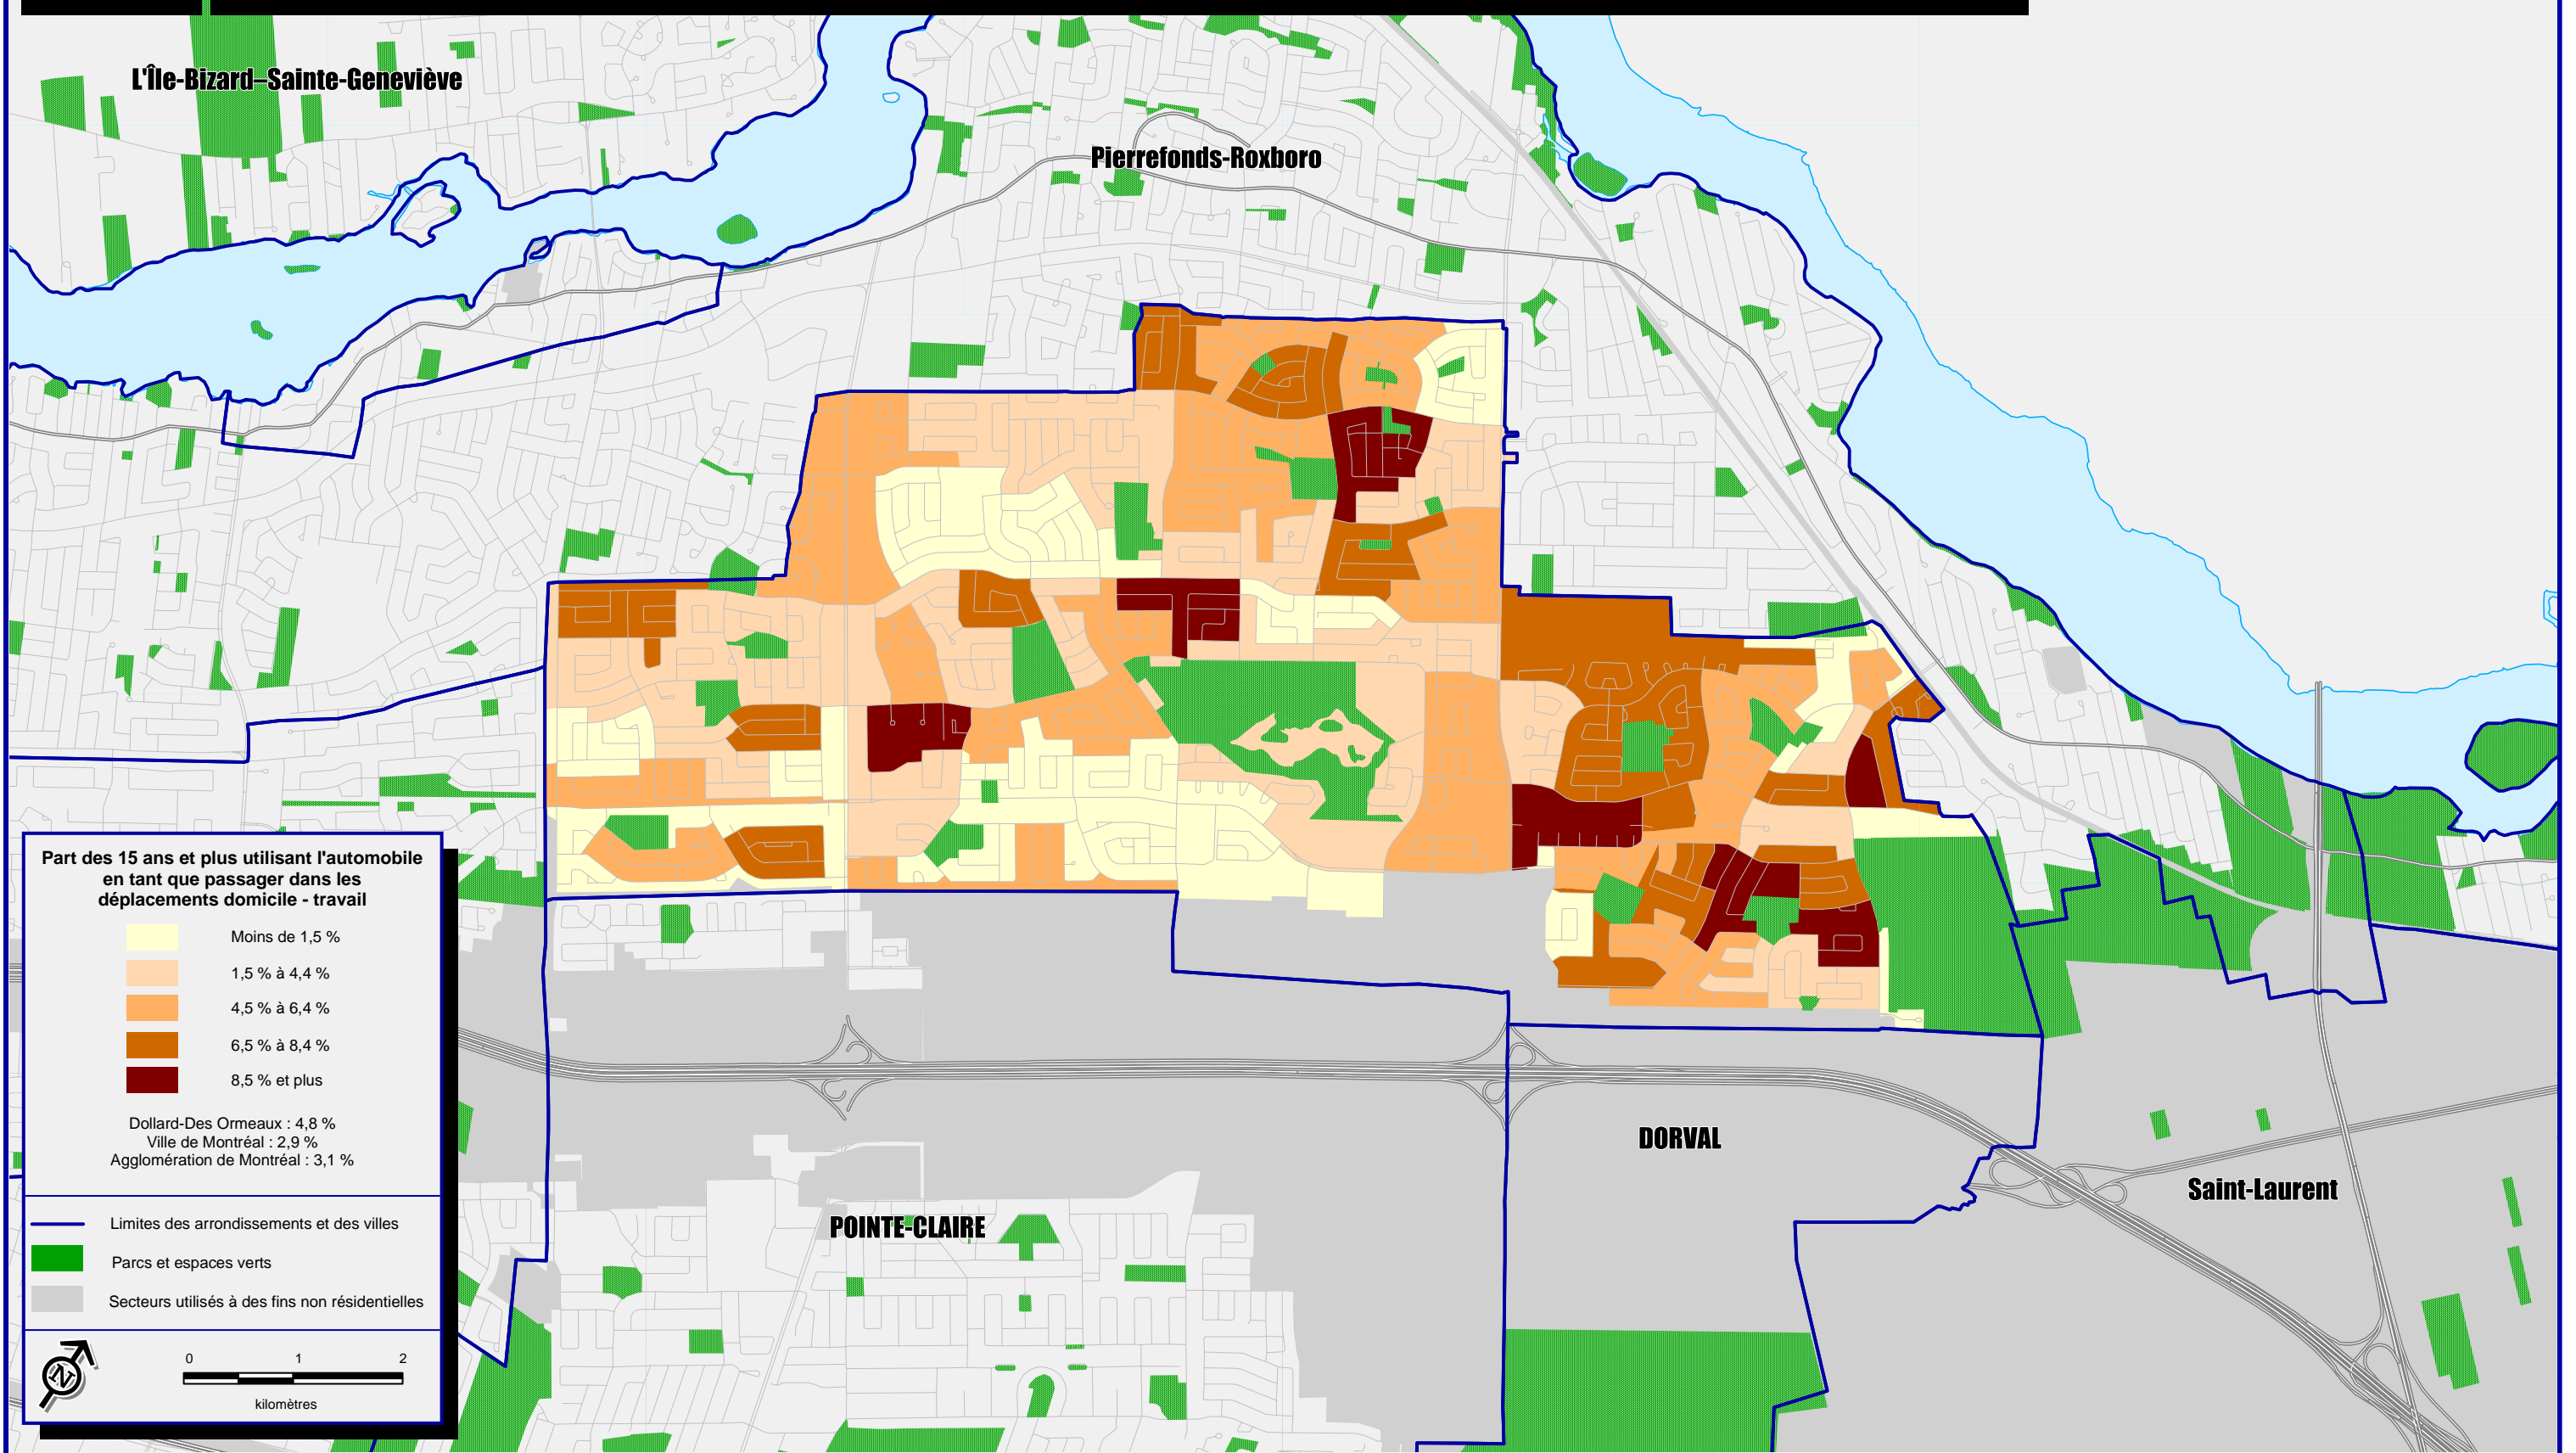 L'Île-Bizard–Sainte-Geneviève
Pierrefonds-Roxboro
Part des 15 ans et plus utilisant l'automobile
en tant que passager dans les
déplacements domicile - travail
Moins de 1,5 %
1,5 % à 4,4 %
4,5 % à 6,4 %
6,5 % à 8,4 %
8,5 % et plus
Dollard-Des Ormeaux : 4,8 %
Ville de Montréal : 2,9 %
Agglomération de Montréal : 3,1 %
Limites des arrondissements et des villes
Parcs et espaces verts
Secteurs utilisés à des fins non résidentielles
N
0 1 2
kilomètres
DORVAL
Saint-Laurent
POINTE-CLAIRE